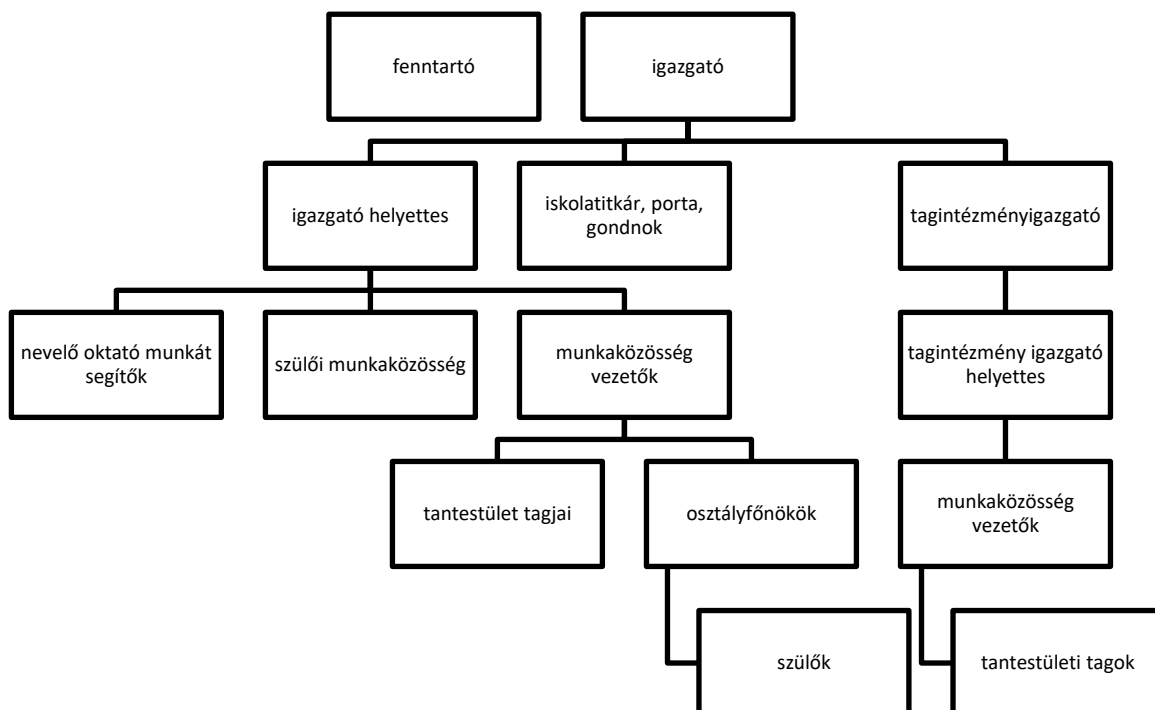 fenntartó
igazgató
igazgató helyettes
iskolatitkár, porta,
gondnok
tagintézményigazgató
nevelő oktató munkát
segítők
szülői munkaközösség
munkaközösség
vezetők
tagintézmény igazgató
helyettes
tantestület tagjai
osztályfőnökök
munkaközösség
vezetők
szülők
tantestületi tagok